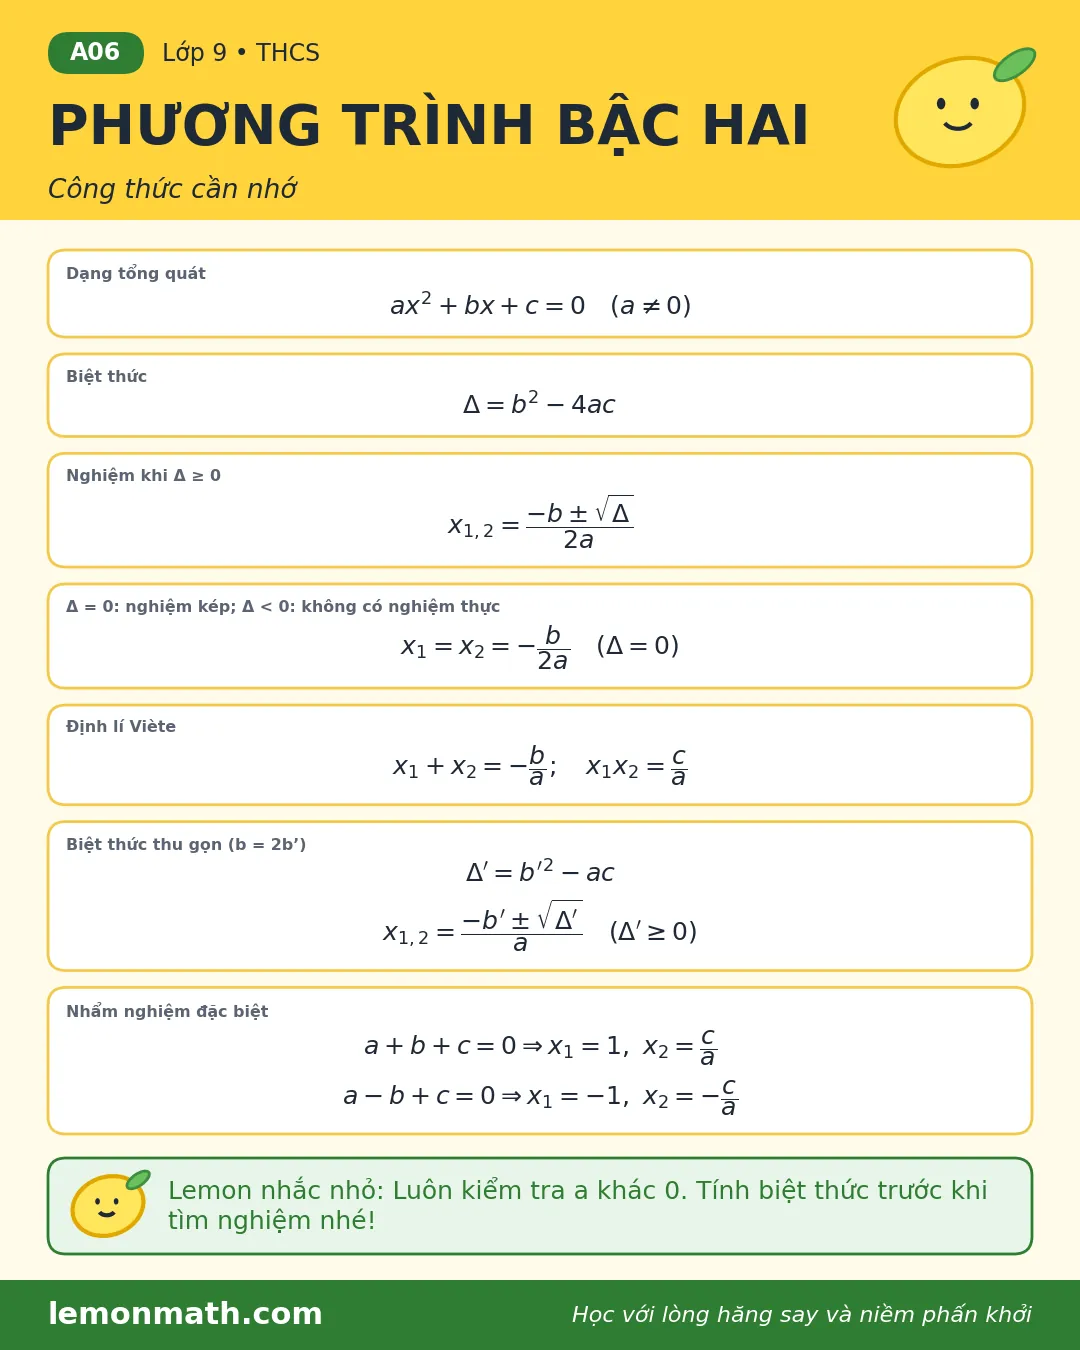 A06 Lớp 9 • THCS
PHƯƠNG TRÌNH BẬC HAI
Công thức cần nhớ
Dạng tổng quát
ax² + bx + c = 0 (a ≠ 0)
Biệt thức
Δ = b² − 4ac
Nghiệm khi Δ ≥ 0
x₁,₂ = (−b ± √Δ)/(2a)
Δ = 0: nghiệm kép; Δ < 0: không có nghiệm thực
x₁ = x₂ = −b/(2a) (Δ = 0)
Định lí Viète
x₁ + x₂ = −b/a; x₁x₂ = c/a
Biệt thức thu gọn (b = 2b’)
Δ′ = b′² − ac
x₁,₂ = (−b′ ± √Δ′)/a (Δ′ ≥ 0)
Nhẩm nghiệm đặc biệt
a + b + c = 0 ⇒ x₁ = 1, x₂ = c/a
a − b + c = 0 ⇒ x₁ = −1, x₂ = −c/a
Lemon nhắc nhỏ: Luôn kiểm tra a khác 0. Tính biệt thức trước khi
tìm nghiệm nhé!
lemonmath.com Học với lòng hăng say và niềm phấn khởi